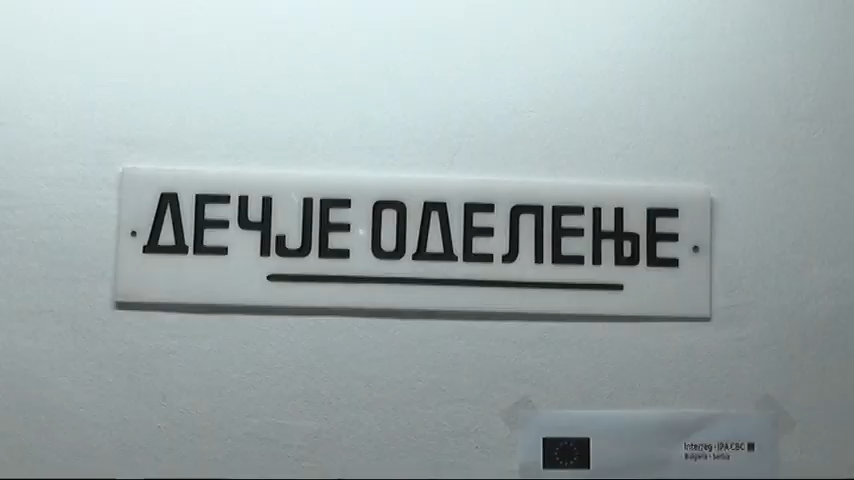 ДЕЧЈЕ ОДЕЛЕЊЕ
Interreg - IPA CBC
Bulgaria - Serbia